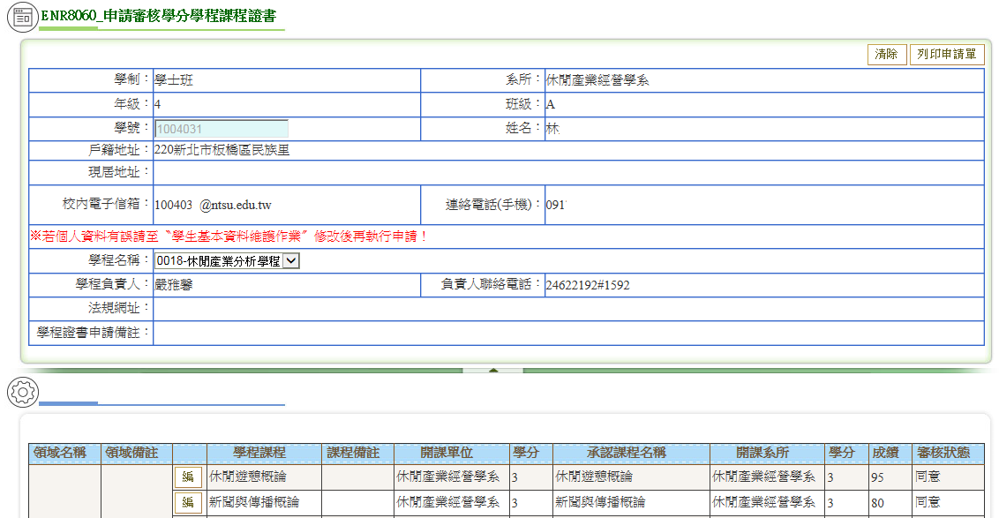 ENR8060_申請審核學分學程課程證書
清除 列印申請單
學制： 學士班 系所： 休閒產業經營學系
年級： 4 班級： A
學號： 1004031 姓名： 林
戶籍地址： 220新北市板橋區民族里
現居地址：
校內電子信箱： 100403 @ntsu.edu.tw 連絡電話(手機)： 091
※若個人資料有誤請至〝學生基本資料維護作業〞修改後再執行申請！
學程名稱： 0018-休閒產業分析學程
學程負責人： 嚴雅馨 負責人聯絡電話： 24622192#1592
法規網址：
學程證書申請備註：
領域名稱 領域備註 學程課程 課程備註 開課單位 學分 承認課程名稱 開課系所 學分 成績 審核狀態
編 休閒遊憩概論 休閒產業經營學系 3 休閒遊憩概論 休閒產業經營學系 3 95 同意
編 新聞與傳播概論 休閒產業經營學系 3 新聞與傳播概論 休閒產業經營學系 3 80 同意